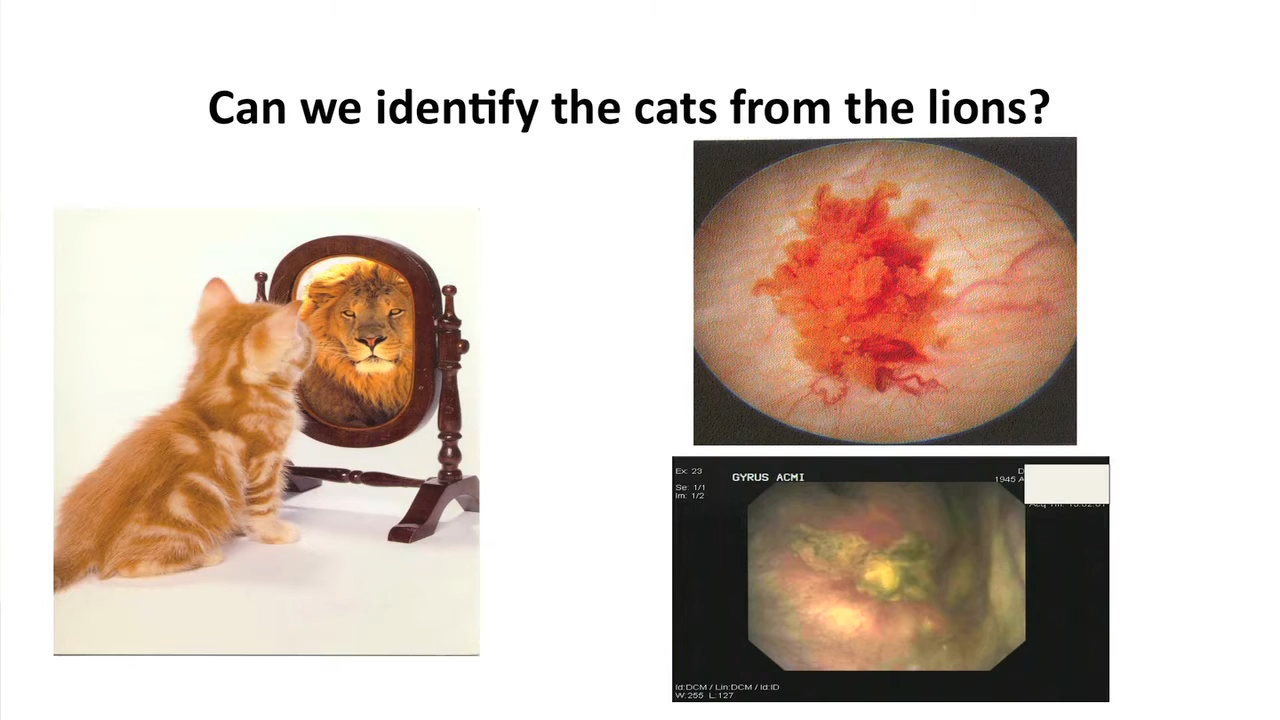 Can we identify the cats from the lions?
Ex: 23
GYRUS ACMI
1945 A
Se: 1/1
Im: 1/2
Id:DCM / Lin:DCM / Id:ID
W:255 L:127